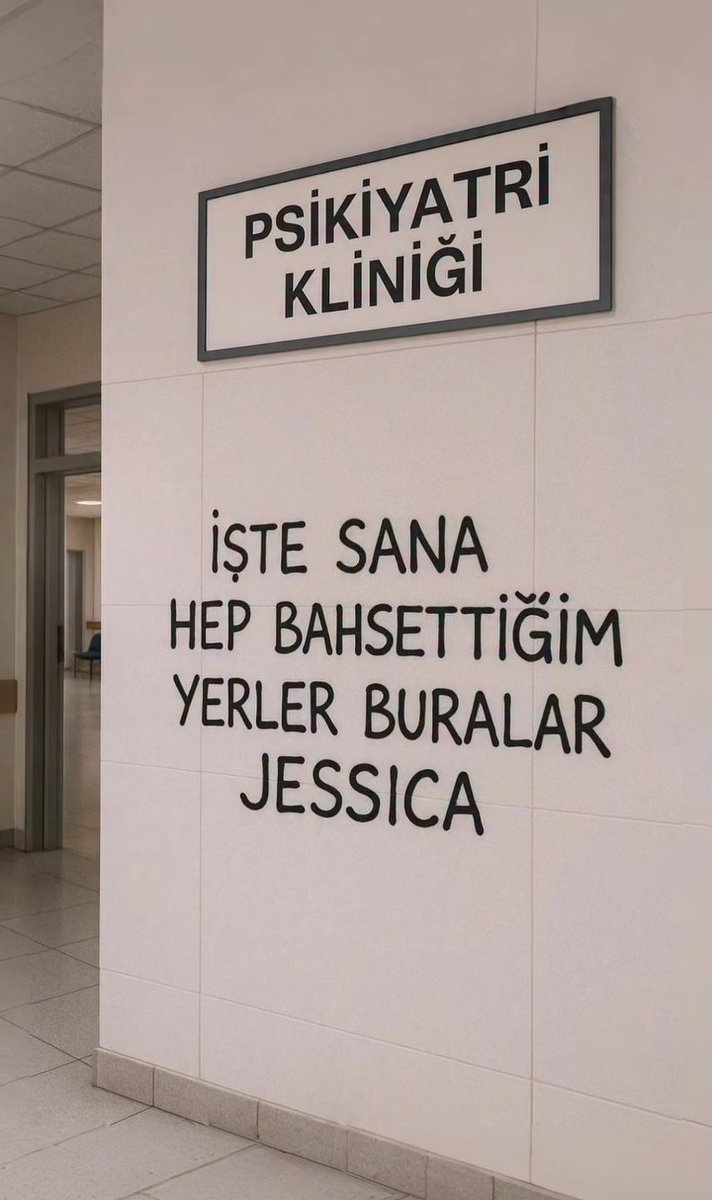 PSİKİYATRİ
KLİNİĞİ
İŞTE SANA
HEP BAHSETTİĞİM
YERLER BURALAR
JESSICA